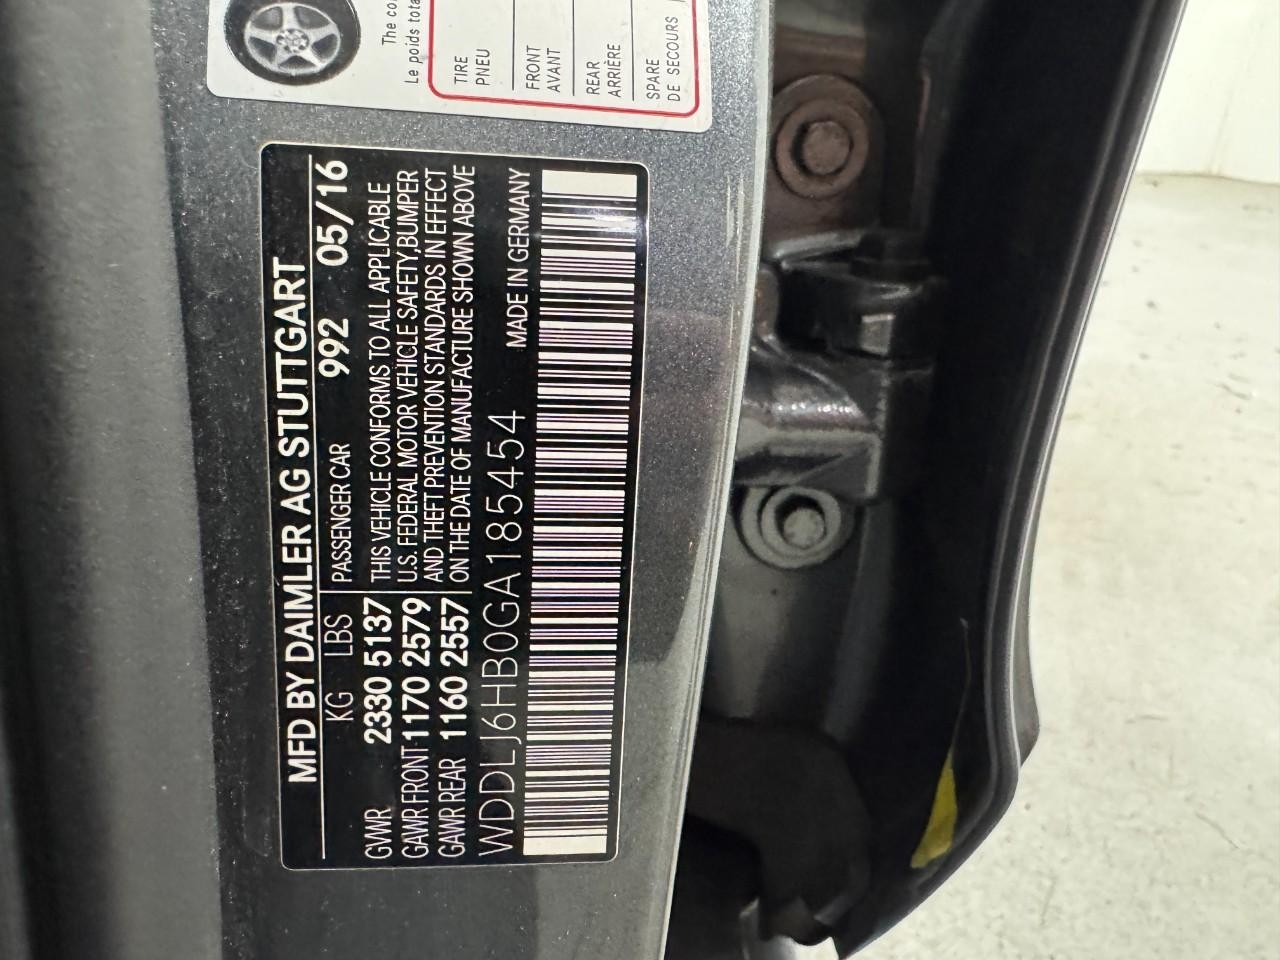 The co
Le poids tota
TIRE
PNEU
FRONT
AVANT
REAR
ARRIÈRE
SPARE
DE SECOURS
MFD BY DAIMLER AG STUTTGART
KG LBS PASSENGER CAR 992 05/16
GVWR 2330 5137
GAWR FRONT 1170 2579
GAWR REAR 1160 2557
THIS VEHICLE CONFORMS TO ALL APPLICABLE
U.S. FEDERAL MOTOR VEHICLE SAFETY,BUMPER
AND THEFT PREVENTION STANDARDS IN EFFECT
ON THE DATE OF MANUFACTURE SHOWN ABOVE
WDDLJ6HB0GA185454 MADE IN GERMANY